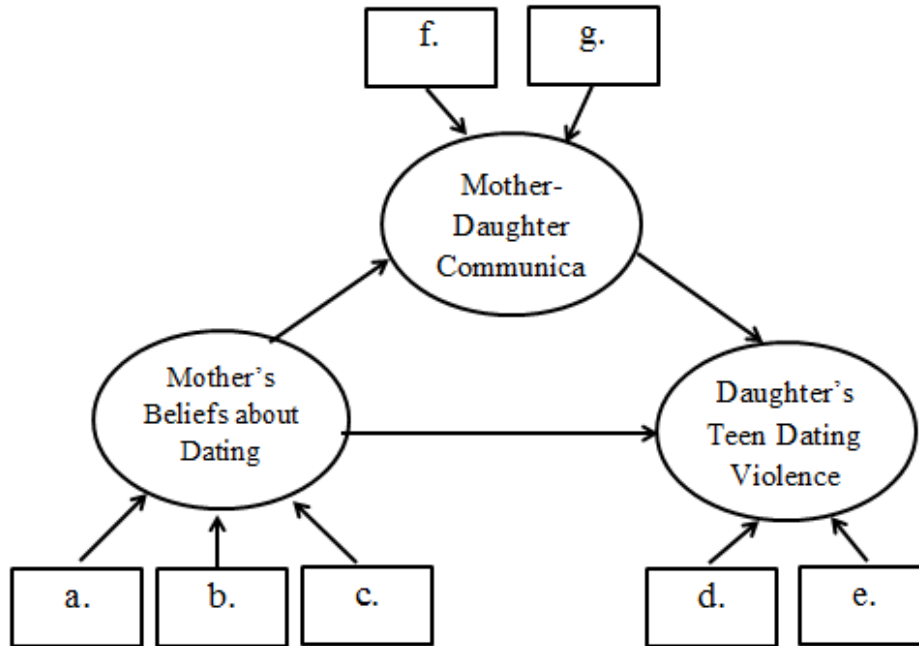 f.
g.
Mother-
Daughter
Communica
Mother’s
Beliefs about
Dating
Daughter’s
Teen Dating
Violence
a.
b.
c.
d.
e.